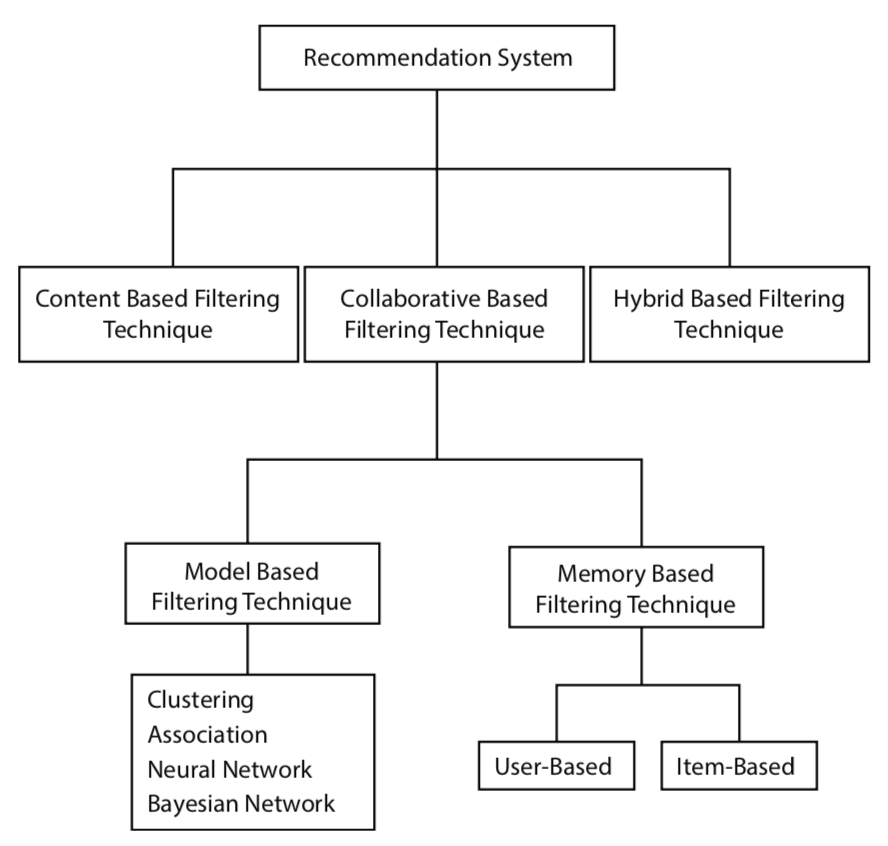 Recommendation System
Content Based Filtering
Technique
Collaborative Based
Filtering Technique
Hybrid Based Filtering
Technique
Model Based
Filtering Technique
Memory Based
Filtering Technique
Clustering
Association
Neural Network
Bayesian Network
User-Based
Item-Based